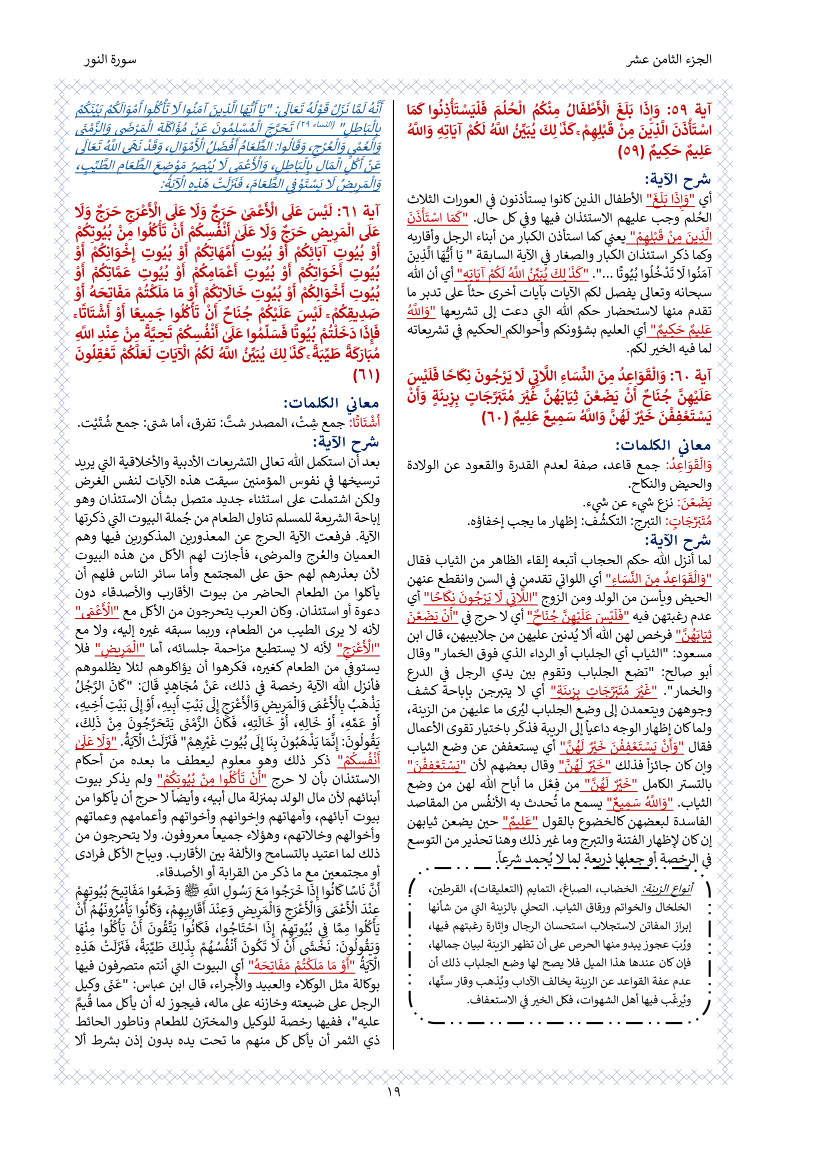 الجزء الثامن عشر
سورة النور
آية ٥٩: وَإِذَا بَلَغَ الْأَطْفَالُ مِنْكُمُ الْحُلُمَ فَلْيَسْتَأْذِنُوا كَمَا
اسْتَأْذَنَ الَّذِينَ مِنْ قَبْلِهِمْ ۚ كَذَٰلِكَ يُبَيِّنُ اللَّهُ لَكُمْ آيَاتِهِ وَاللَّهُ
عَلِيمٌ حَكِيمٌ (٥٩)
شرح الآية:
أي "وَإِذَا بَلَغَ" الأطفال الذين كانوا يستأذنون في العورات الثلاث
الحُلم وجب عليهم الاستئذان فيها وفي كل حال. "كَمَا اسْتَأْذَنَ
الَّذِينَ مِنْ قَبْلِهِمْ" يعني كما استأذن الكبار من أبناء الرجل وأقاربه
وكما ذكر استئذان الكبار والصغار في الآية السابقة " يَا أَيُّهَا الَّذِينَ
آمَنُوا لَا تَدْخُلُوا بُيُوتًا ...". "كَذَٰلِكَ يُبَيِّنُ اللَّهُ لَكُمْ آيَاتِهِ" أي أن الله
سبحانه وتعالى يفصل لكم الآيات بآيات أخرى حثاً على تدبر ما
تقدم منها لاستحضار حكم الله التي دعت إلى تشريعها "وَاللَّهُ
عَلِيمٌ حَكِيمٌ" أي العليم بشؤونكم وأحوالكم الحكيم في تشريعاته
لما فيه الخير لكم.
آية ٦٠: وَالْقَوَاعِدُ مِنَ النِّسَاءِ اللَّاتِي لَا يَرْجُونَ نِكَاحًا فَلَيْسَ
عَلَيْهِنَّ جُنَاحٌ أَنْ يَضَعْنَ ثِيَابَهُنَّ غَيْرَ مُتَبَرِّجَاتٍ بِزِينَةٍ وَأَنْ
يَسْتَعْفِفْنَ خَيْرٌ لَهُنَّ وَاللَّهُ سَمِيعٌ عَلِيمٌ (٦٠)
معاني الكلمات:
وَالْقَوَاعِدُ: جمع قاعد، صفة لعدم القدرة والقعود عن الولادة
والحيض والنكاح.
يَضَعْنَ: نزع شيء عن شيء.
مُتَبَرِّجَاتٍ: التبرج: التكشُف: إظهار ما يجب إخفاؤه.
شرح الآية:
لما أنزل الله حكم الحجاب أتبعه إلقاء الظاهر من الثياب فقال
"وَالْقَوَاعِدُ مِنَ النِّسَاءِ" أي اللواتي تقدمن في السن وانقطع عنهن
الحيض ويأسن من الولد ومن الزوج "اللَّاتِي لَا يَرْجُونَ نِكَاحًا" أي
عدم رغبتهن فيه "فَلَيْسَ عَلَيْهِنَّ جُنَاحٌ" أي لا حرج في "أَنْ يَضَعْنَ
ثِيَابَهُنَّ" فرخص لهن الله ألا يُدنين عليهن من جلابيبهن، قال ابن
مسعود: "الثياب أي الجلباب أو الرداء الذي فوق الخمار" وقال
أبو صالح: "تضع الجلباب وتقوم بين يدي الرجل في الدرع
والخمار". "غَيْرَ مُتَبَرِّجَاتٍ بِزِينَةٍ" أي لا يتبرجن بإباحة كشف
وجوههن ويتعمدن إلى وضع الجلباب ليُرى ما عليهن من الزينة،
ولما كان إظهار الوجه داعياً إلى الريبة فذكّر باختيار تقوى الأعمال
فقال "وَأَنْ يَسْتَعْفِفْنَ خَيْرٌ لَهُنَّ" أي يستعففن عن وضع الثياب
وإن كان جائزاً فذلك "خَيْرٌ لَهُنَّ" وقال بعضهم لأن "يَسْتَعْفِفْنَ"
بالتستر الكامل "خَيْرٌ لَهُنَّ" من فِعْل ما أباح الله لهن من وضع
الثياب. "وَاللَّهُ سَمِيعٌ" يسمع ما تُحدث به الأنفُس من المقاصد
الفاسدة لبعضهن كالخضوع بالقول "عَلِيمٌ" حين يضعن ثيابهن
إن كان لإظهار الفتنة والتبرج وما غير ذلك وهنا تحذير من التوسع
في الرخصة أو جعلها ذريعة لما لا يُحمد شرعاً.
أنواع الزينة: الخضاب، الصباغ، التمايم (التعليقات)، القرطين،
الخلخال والخواتم ورقاق الثياب. التحلي بالزينة التي من شأنها
إبراز المفاتن لاستجلاب استحسان الرجال وإثارة رغبتهم فيها،
ورُبَ عجوز يبدو منها الحرص على أن تظهر الزينة لبيان جمالها،
فإن كان عندها هذا الميل فلا يصح لها وضع الجلباب ذلك أن
عدم عفة القواعد عن الزينة يخالف الآداب ويُذهب وقار سنّها،
ويُرغّب فيها أهل الشهوات، فكل الخير في الاستعفاف.
أَنَّهُ لَمَّا نَزَلَ قَوْلُهُ تَعَالَى: "يَا أَيُّهَا الَّذِينَ آمَنُوا لَا تَأْكُلُوا أَمْوَالَكُمْ بَيْنَكُمْ
بِالْبَاطِلِ" (النساء ٢٩) تَحَرَّجَ الْمُسْلِمُونَ عَنْ مُؤَاكَلَةِ الْمَرْضَى وَالزَّمْنَى
وَالْعُمْيِ وَالْعُرْجِ، وَقَالُوا: الطَّعَامُ أَفْضَلُ الْأَمْوَالِ، وَقَدْ نَهَى اللَّهُ تَعَالَى
عَنْ أَكْلِ الْمَالِ بِالْبَاطِلِ، وَالْأَعْمَى لَا يُبْصِرُ مَوْضِعَ الطَّعَامِ الطَّيِّبِ،
وَالْمَرِيضُ لَا يَسْتَوْفِي الطَّعَامَ، فَنَزَلَتْ هَذِهِ الْآيَةُ:
آية ٦١: لَيْسَ عَلَى الْأَعْمَىٰ حَرَجٌ وَلَا عَلَى الْأَعْرَجِ حَرَجٌ وَلَا
عَلَى الْمَرِيضِ حَرَجٌ وَلَا عَلَىٰ أَنْفُسِكُمْ أَنْ تَأْكُلُوا مِنْ بُيُوتِكُمْ
أَوْ بُيُوتِ آبَائِكُمْ أَوْ بُيُوتِ أُمَّهَاتِكُمْ أَوْ بُيُوتِ إِخْوَانِكُمْ أَوْ
بُيُوتِ أَخَوَاتِكُمْ أَوْ بُيُوتِ أَعْمَامِكُمْ أَوْ بُيُوتِ عَمَّاتِكُمْ أَوْ
بُيُوتِ أَخْوَالِكُمْ أَوْ بُيُوتِ خَالَاتِكُمْ أَوْ مَا مَلَكْتُمْ مَفَاتِحَهُ أَوْ
صَدِيقِكُمْ ۚ لَيْسَ عَلَيْكُمْ جُنَاحٌ أَنْ تَأْكُلُوا جَمِيعًا أَوْ أَشْتَاتًا ۚ
فَإِذَا دَخَلْتُمْ بُيُوتًا فَسَلِّمُوا عَلَىٰ أَنْفُسِكُمْ تَحِيَّةً مِنْ عِنْدِ اللَّهِ
مُبَارَكَةً طَيِّبَةً ۚ كَذَٰلِكَ يُبَيِّنُ اللَّهُ لَكُمُ الْآيَاتِ لَعَلَّكُمْ تَعْقِلُونَ
(٦١)
معاني الكلمات:
أَشْتَاتًا: جمع شِتْ، المصدر شتَّ: تفرق، أما شتى: جمع شُتَيْت.
شرح الآية:
بعد أن استكمل الله تعالى التشريعات الأدبية والأخلاقية التي يريد
ترسيخها في نفوس المؤمنين سيقت هذه الآيات لنفس الغرض
ولكن اشتملت على استثناء جديد متصل بشأن الاستئذان وهو
إباحة الشريعة للمسلم تناول الطعام من جُملة البيوت التي ذكرتها
الآية. فرفعت الآية الحرج عن المعذورين المذكورين فيها وهم
العميان والعُرج والمرضى، فأجازت لهم الأكل من هذه البيوت
لأن بعذرهم لهم حق على المجتمع وأما سائر الناس فلهم أن
يأكلوا من الطعام الحاضر من بيوت الأقارب والأصدقاء دون
دعوة أو استئذان. وكان العرب يتحرجون من الأكل مع "الْأَعْمَى"
لأنه لا يرى الطيب من الطعام، وربما سبقه غيره إليه، ولا مع
"الْأَعْرَجِ" لأنه لا يستطيع مزاحمة جلسائه، أما "الْمَرِيضِ" فلا
يستوفي من الطعام كغيره، فكرهوا أن يؤاكلوهم لئلا يظلموهم
فأنزل الله الآية رخصة في ذلك، عَنْ مُجَاهِدٍ قَالَ: "كَانَ الرَّجُلُ
يَذْهَبُ بِالْأَعْمَى وَالْمَرِيضِ وَالْأَعْرَجِ إِلَى بَيْتِ أَبِيهِ، أَوْ إِلَى بَيْتِ أَخِيهِ،
أَوْ عَمِّهِ، أَوْ خَالِهِ، أَوْ خَالَتِهِ، فَكَانَ الزَّمْنَى يَتَحَرَّجُونَ مِنْ ذَلِكَ،
يَقُولُونَ: إِنَّمَا يَذْهَبُونَ بِنَا إِلَى بُيُوتِ غَيْرِهِمْ" فَنَزَلَتِ الْآيَةُ. "وَلَا عَلَىٰ
أَنْفُسِكُمْ" ذكر ذلك وهو معلوم ليعطف ما بعده من أحكام
الاستئذان بأن لا حرج "أَنْ تَأْكُلُوا مِنْ بُيُوتِكُمْ" ولم يذكر بيوت
أبنائهم لأن مال الولد بمنزلة مال أبيه، وأيضاً لا حرج أن يأكلوا من
بيوت آبائهم، وأمهاتهم وإخوانهم وأخواتهم وأعمامهم وعماتهم
وأخوالهم وخالاتهم، وهؤلاء جميعاً معروفون. ولا يتحرجون من
ذلك لما اعتيد بالتسامح والألفة بين الأقارب. ويباح الأكل فرادى
أو مجتمعين مع ما ذكر من القرابة أو الأصدقاء.
أَنَّ نَاسًا كَانُوا إِذَا خَرَجُوا مَعَ رَسُولِ اللَّهِ ﷺ وَضَعُوا مَفَاتِيحَ بُيُوتِهِمْ
عِنْدَ الْأَعْمَى وَالْأَعْرَجِ وَالْمَرِيضِ وَعِنْدَ أَقَارِبِهِمْ، وَكَانُوا يَأْمُرُونَهُمْ أَنْ
يَأْكُلُوا مِمَّا فِي بُيُوتِهِمْ إِذَا احْتَاجُوا، فَكَانُوا يَتَّقُونَ أَنْ يَأْكُلُوا مِنْهَا
وَيَقُولُونَ: نَخْشَى أَنْ لَا تَكُونَ أَنْفُسُهُمْ بِذَلِكَ طَيِّبَةً، فَنَزَلَتْ هَذِهِ
الْآيَةُ "أَوْ مَا مَلَكْتُمْ مَفَاتِحَهُ" أي البيوت التي أنتم متصرفون فيها
بوكالة مثل الوكلاء والعبيد والأُجراء، قال ابن عباس: "عَنّى وكيل
الرجل على ضيعته وخازنه على ماله، فيجوز له أن يأكل مما قُيمَّ
عليه"، ففيها رخصة للوكيل والمختزن للطعام وناطور الحائط
ذي الثمر أن يأكل كل منهم ما تحت يده بدون إذن بشرط ألا
١٩